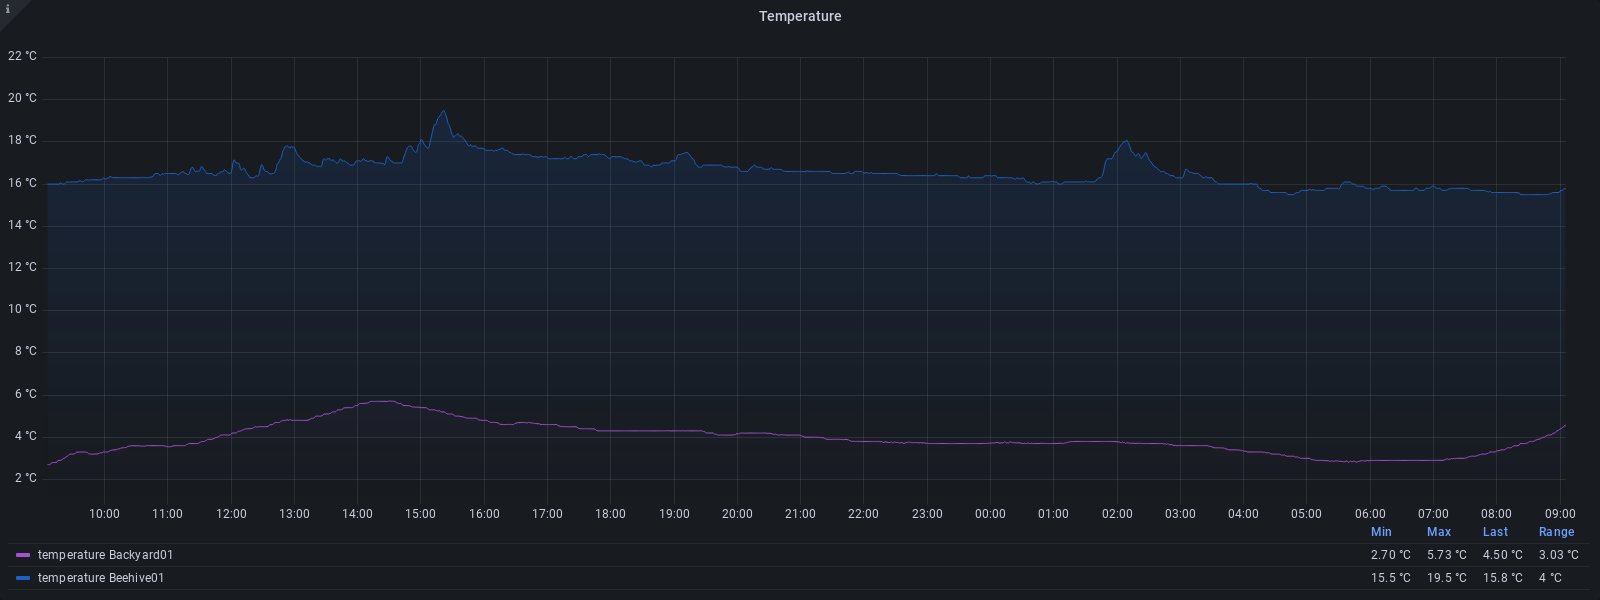 i
Temperature
22 °C
20 °C
18 °C
16 °C
14 °C
12 °C
10 °C
8 °C
6 °C
4 °C
2 °C
10:00 11:00 12:00 13:00 14:00 15:00 16:00 17:00 18:00 19:00 20:00 21:00 22:00 23:00 00:00 01:00 02:00 03:00 04:00 05:00 06:00 07:00 08:00 09:00
Min Max Last Range
temperature Backyard01 2.70 °C 5.73 °C 4.50 °C 3.03 °C
temperature Beehive01 15.5 °C 19.5 °C 15.8 °C 4 °C